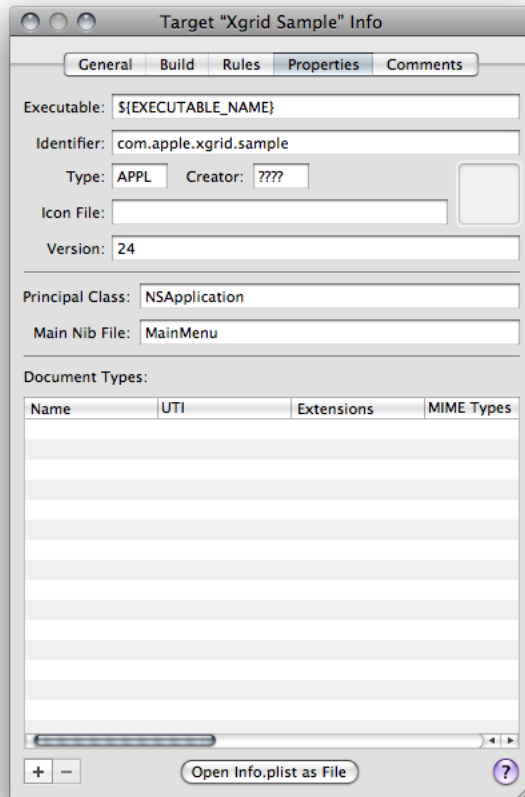 Target “Xgrid Sample” Info
General Build Rules Properties Comments
Executable: ${EXECUTABLE_NAME}
Identifier: com.apple.xgrid.sample
Type: APPL Creator: ????
Icon File:
Version: 24
Principal Class: NSApplication
Main Nib File: MainMenu
Document Types:
Name UTI Extensions MIME Types
+ − Open Info.plist as File ?